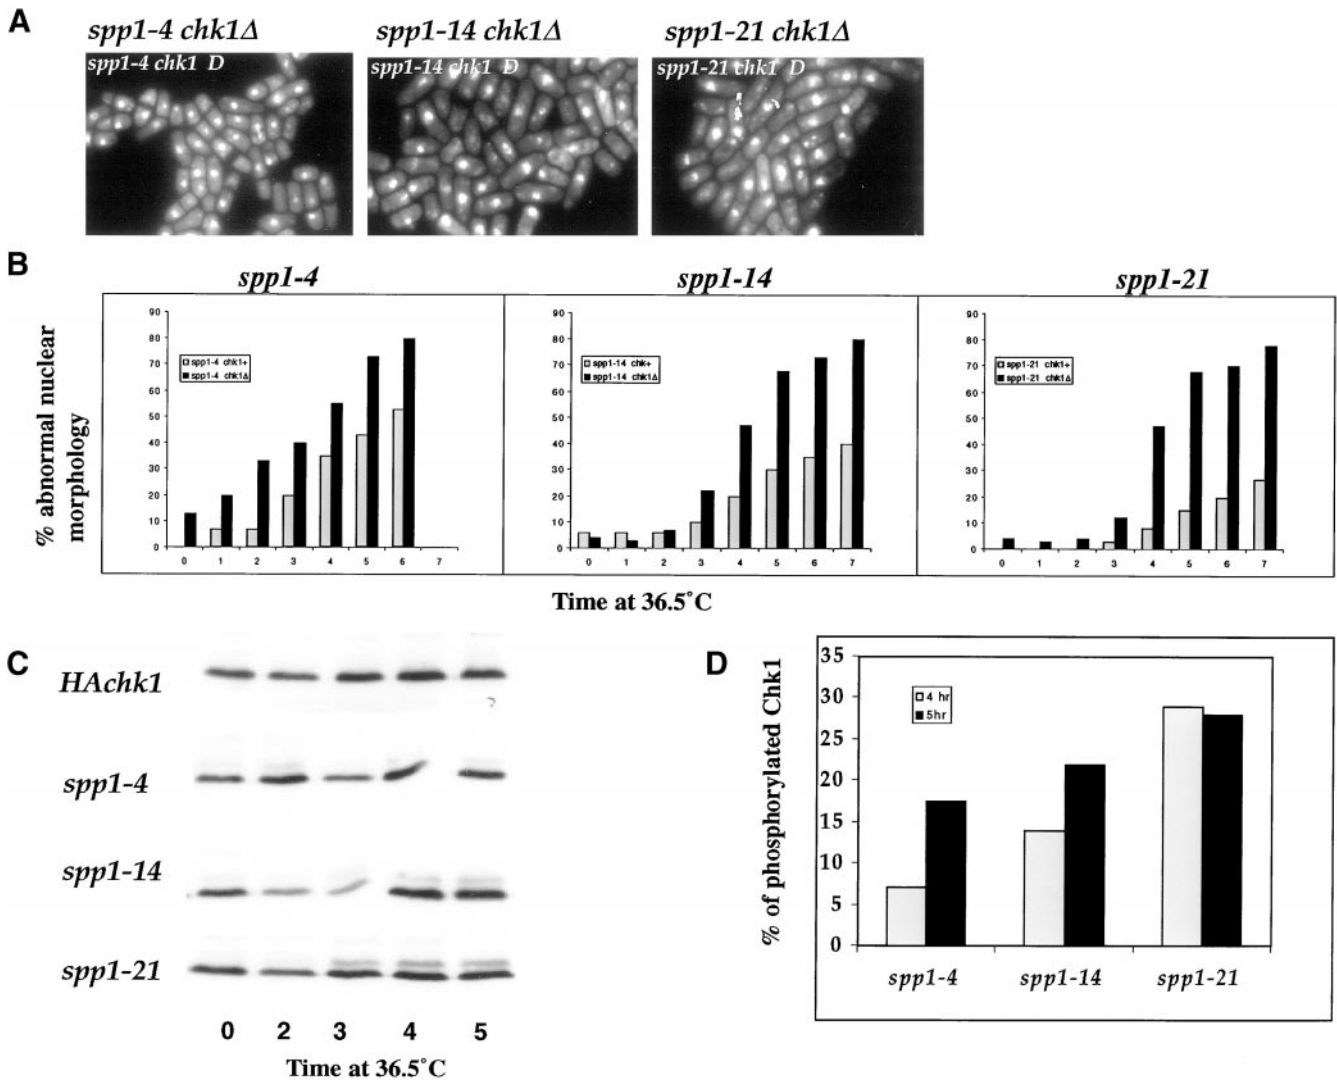 A
spp1-4 chk1Δ
spp1-14 chk1Δ
spp1-21 chk1Δ
spp1-4 chk1 D
spp1-14 chk1 D
spp1-21 chk1 D
B
spp1-4
spp1-14
spp1-21
% abnormal nuclear
morphology
90
80
70
60
50
40
30
20
10
0
spp1-4 chk1+
spp1-4 chk1Δ
0 1 2 3 4 5 6 7
90
80
70
60
50
40
30
20
10
0
spp1-14 chk+
spp1-14 chk1Δ
0 1 2 3 4 5 6 7
90
80
70
60
50
40
30
20
10
0
spp1-21 chk1+
spp1-21 chk1Δ
0 1 2 3 4 5 6 7
Time at 36.5°C
C
HAchk1
spp1-4
spp1-14
spp1-21
0 2 3 4 5
Time at 36.5°C
D
% of phosphorylated Chk1
35
30
25
20
15
10
5
0
4 hr
5hr
spp1-4 spp1-14 spp1-21